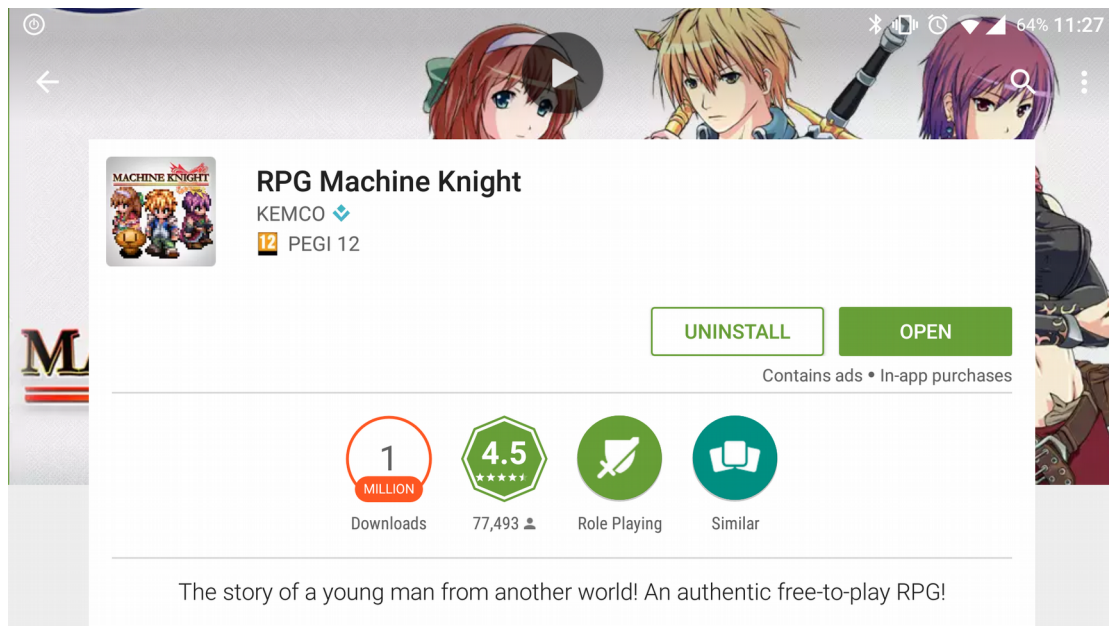 64% 11:27
MACHINE KNIGHT
RPG Machine Knight
KEMCO
12 PEGI 12
UNINSTALL
OPEN
Contains ads • In-app purchases
MA
1
MILLION
Downloads
4.5
77,493
Role Playing
Similar
The story of a young man from another world! An authentic free-to-play RPG!